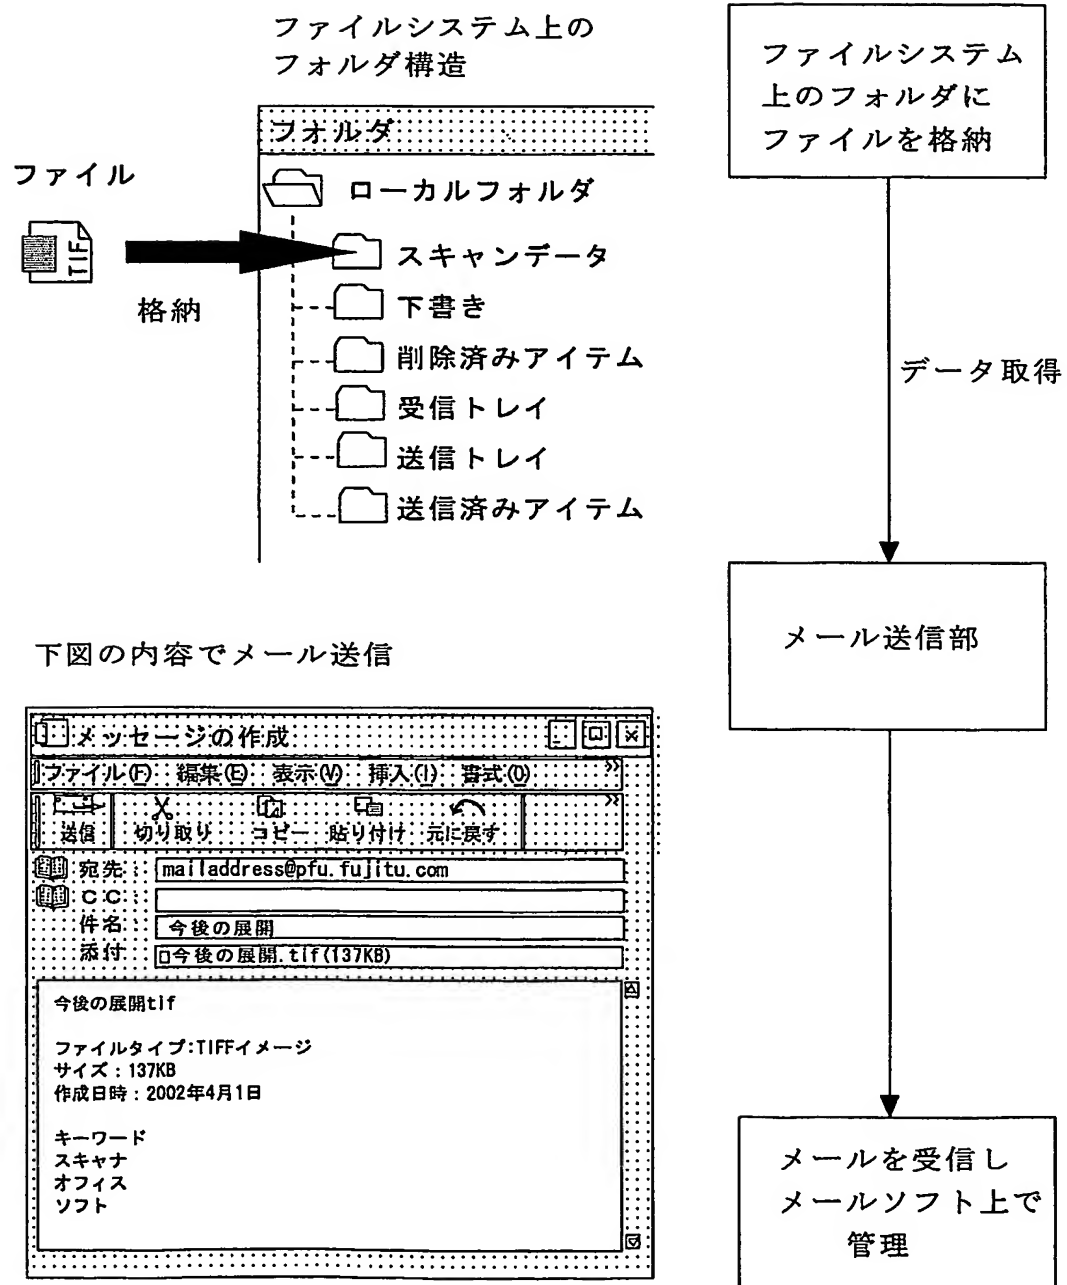 ファイルシステム上の
フォルダ構造
フォルダ
ファイル
TIF
格納
ローカルフォルダ
スキャンデータ
下書き
削除済みアイテム
受信トレイ
送信トレイ
送信済みアイテム
ファイルシステム
上のフォルダに
ファイルを格納
データ取得
メール送信部
メールを受信し
メールソフト上で
管理
下図の内容でメール送信
メッセージの作成
ファイル(F) 編集(E) 表示(V) 挿入(I) 書式(O) »
送信 切り取り コピー 貼り付け 元に戻す »
宛先: mailaddress@pfu.fujitu.com
CC:
件名: 今後の展開
添付: 今後の展開.tif(137KB)
今後の展開tif
ファイルタイプ:TIFFイメージ
サイズ:137KB
作成日時:2002年4月1日
キーワード
スキャナ
オフィス
ソフト